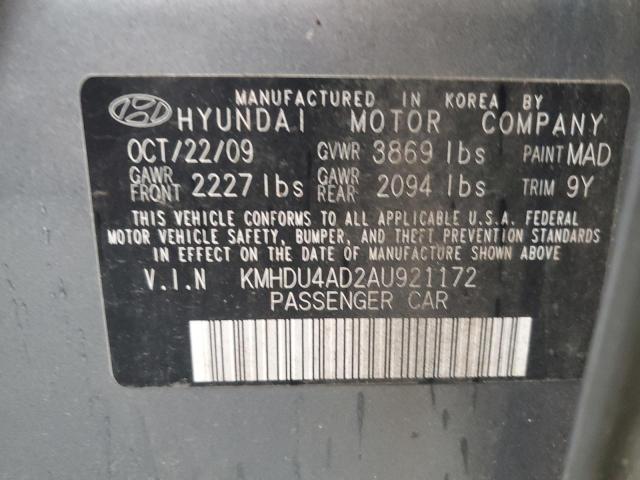 MANUFACTURED IN KOREA BY
HYUNDAI MOTOR COMPANY
OCT/22/09 GVWR 3869 lbs PAINT MAD
GAWR FRONT 2227 lbs GAWR REAR 2094 lbs TRIM 9Y
THIS VEHICLE CONFORMS TO ALL APPLICABLE U.S.A. FEDERAL
MOTOR VEHICLE SAFETY, BUMPER, AND THEFT PREVENTION STANDARDS
IN EFFECT ON THE DATE OF MANUFACTURE SHOWN ABOVE
V.I.N KMHDU4AD2AU921172
PASSENGER CAR